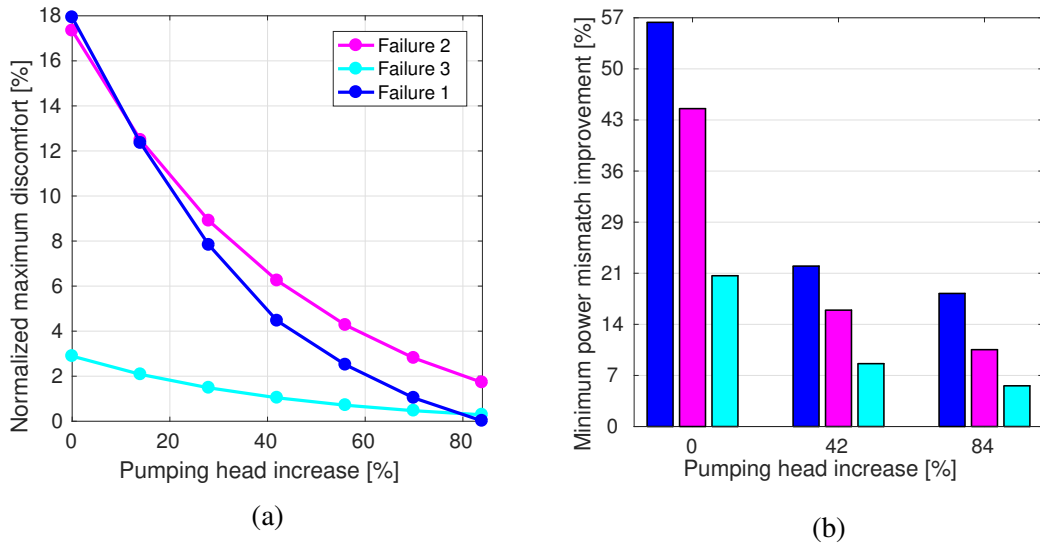 18
16
14
12
10
8
6
4
2
0
Normalized maximum discomfort [%]
Failure 2
Failure 3
Failure 1
0 20 40 60 80
Pumping head increase [%]
(a)
57
50
43
36
29
21
14
7
0
Minimum power mismatch improvement [%]
0 42 84
Pumping head increase [%]
(b)